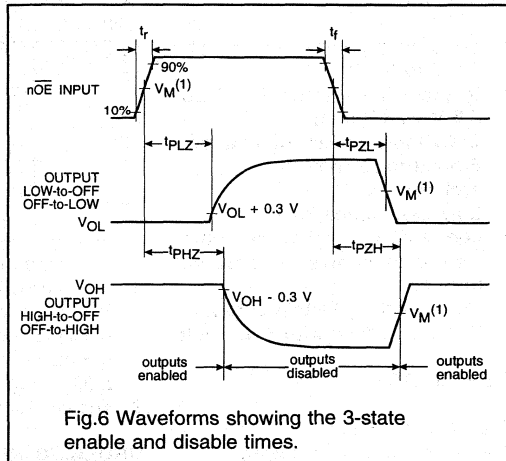 tr
tf
90%
nOE INPUT
VM(1)
10%
tPLZ
tPZL
OUTPUT
LOW-to-OFF
OFF-to-LOW
VM(1)
VOL + 0.3 V
VOL
tPHZ
tPZH
VOH
VOH - 0.3 V
OUTPUT
HIGH-to-OFF
OFF-to-HIGH
VM(1)
outputs enabled
outputs disabled
outputs enabled
Fig.6 Waveforms showing the 3-state
enable and disable times.